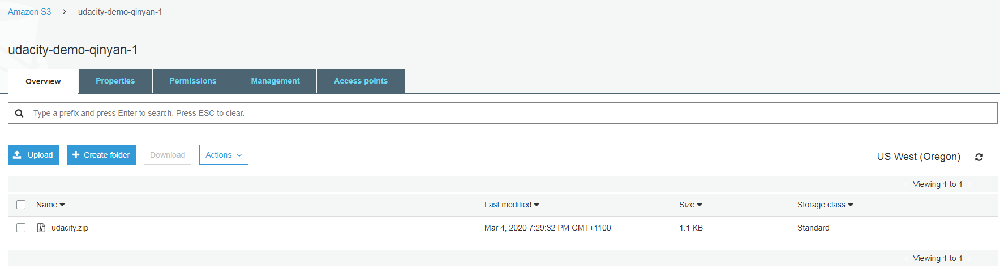 Amazon S3 > udacity-demo-qinyan-1
udacity-demo-qinyan-1
Overview Properties Permissions Management Access points
Type a prefix and press Enter to search. Press ESC to clear.
Upload Create folder Download Actions US West (Oregon)
Viewing 1 to 1
Name Last modified Size Storage class
udacity.zip Mar 4, 2020 7:29:32 PM GMT+1100 1.1 KB Standard
Viewing 1 to 1